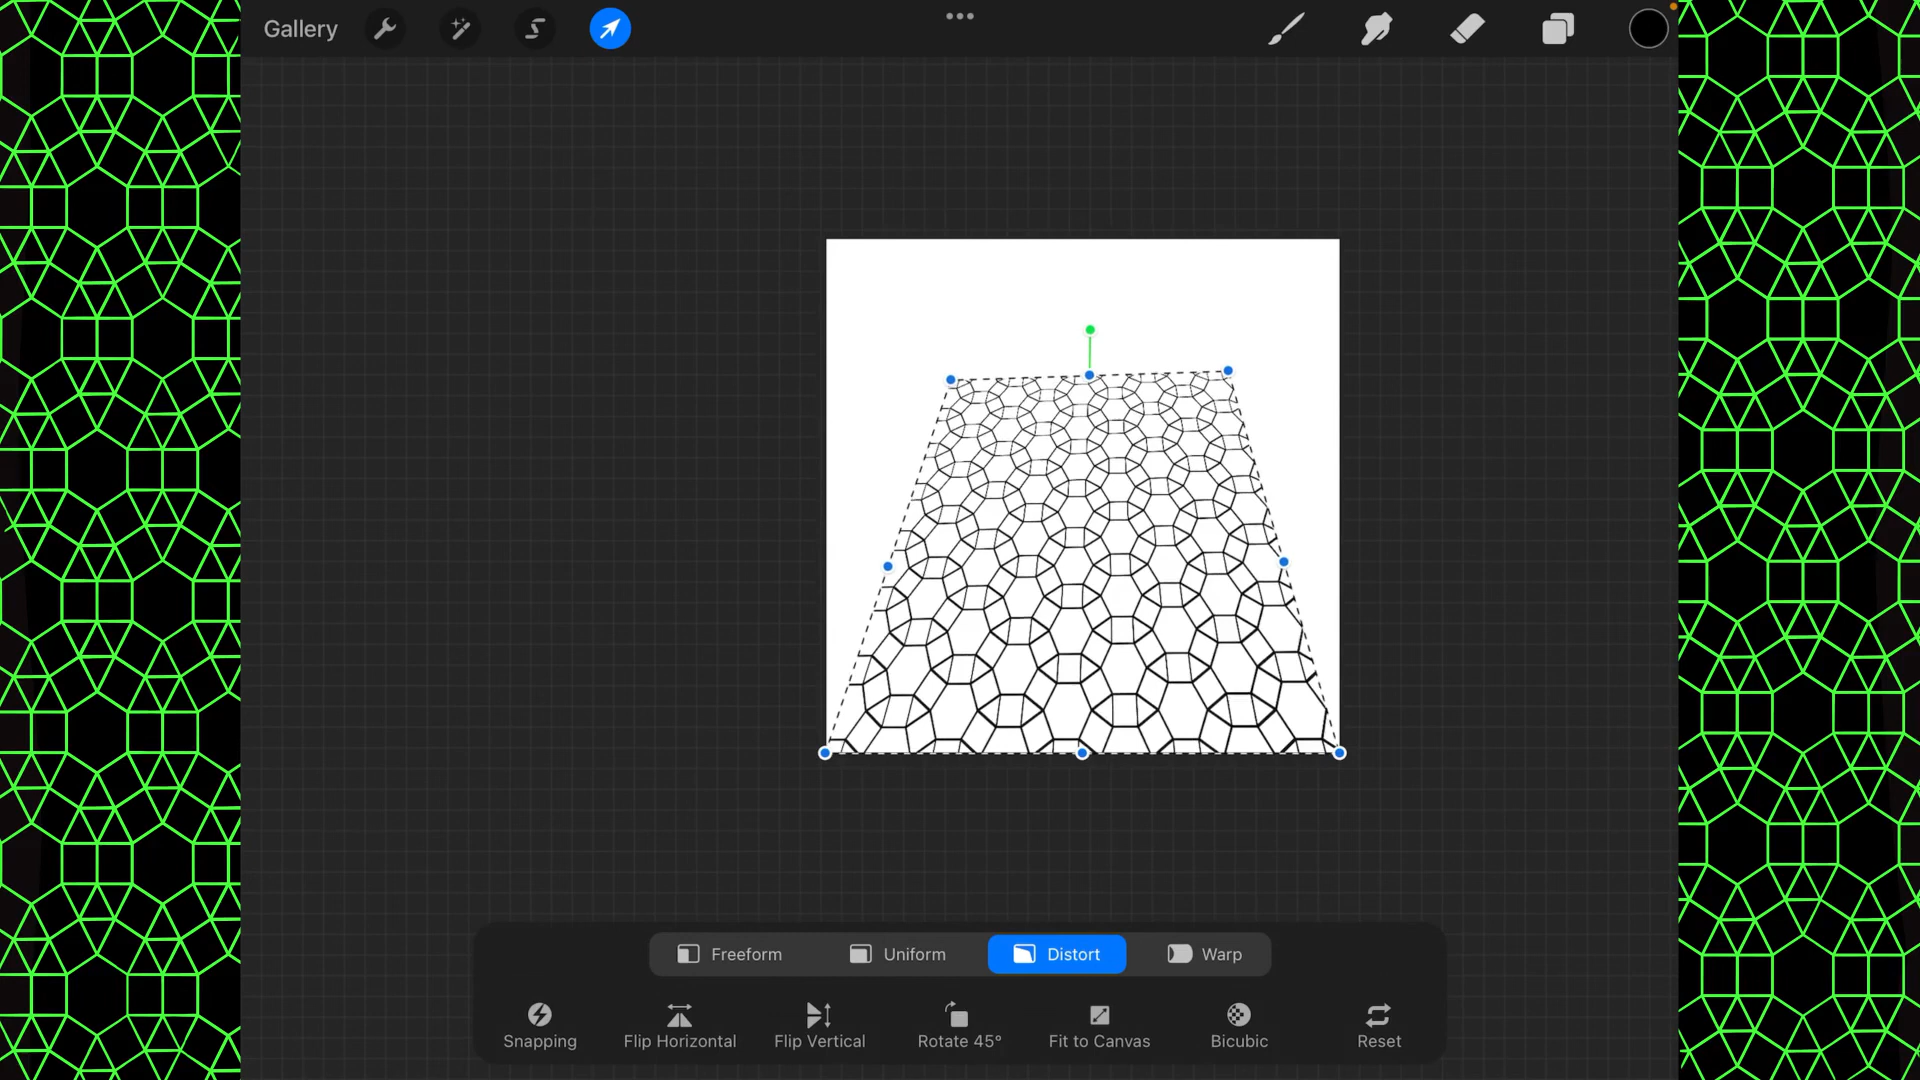 Gallery
Freeform Uniform Distort Warp
Snapping Flip Horizontal Flip Vertical Rotate 45° Fit to Canvas Bicubic Reset